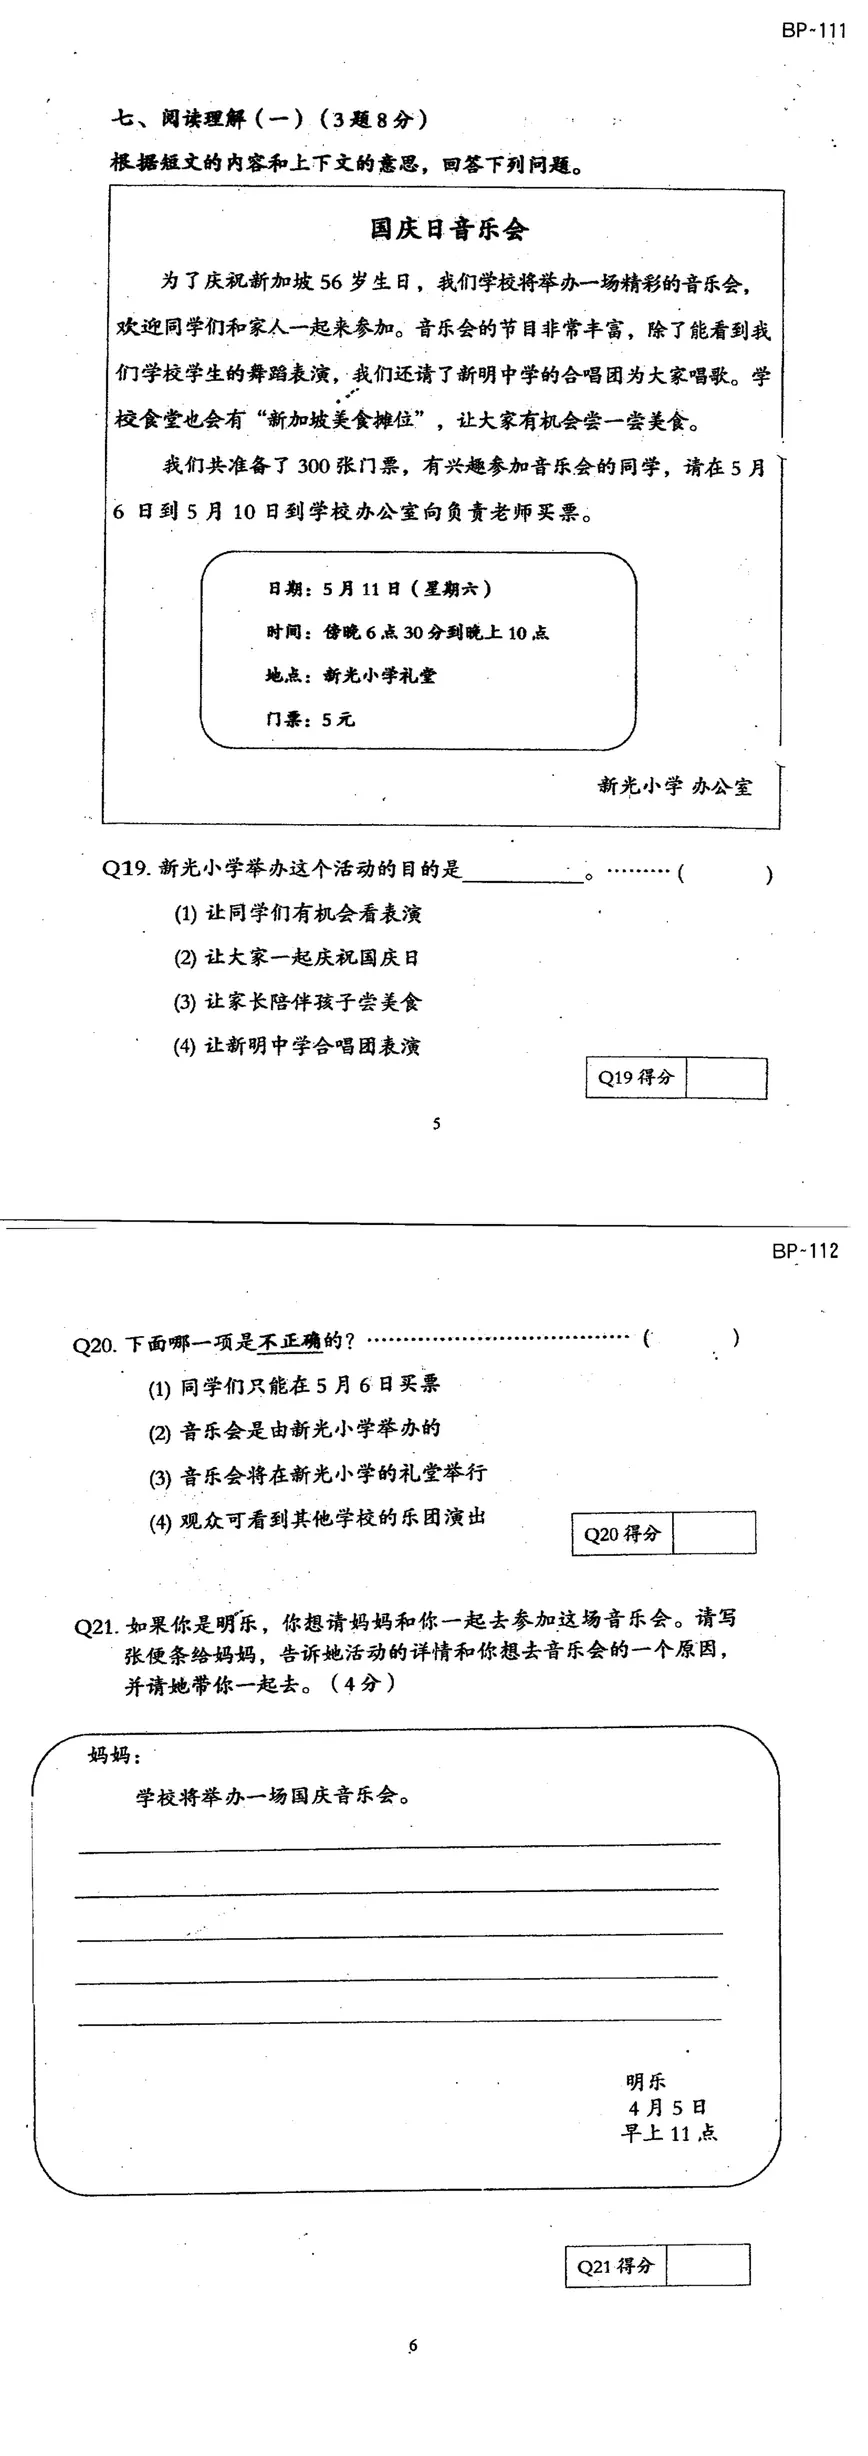 BP-111
七、阅读理解（一）（3题8分）
根据短文的内容和上下文的意思，回答下列问题。
国庆日音乐会
为了庆祝新加坡 56 岁生日，我们学校将举办一场精彩的音乐会，
欢迎同学们和家人一起来参加。音乐会的节目非常丰富，除了能看到我
们学校学生的舞蹈表演，我们还请了新明中学的合唱团为大家唱歌。学
校食堂也会有“新加坡美食摊位”，让大家有机会尝一尝美食。
我们共准备了 300 张门票，有兴趣参加音乐会的同学，请在 5 月
6 日到 5 月 10 日到学校办公室向负责老师买票。
日期：5 月 11 日（星期六）
时间：傍晚 6 点 30 分到晚上 10 点
地点：新光小学礼堂
门票：5 元
新光小学 办公室
Q19. 新光小学举办这个活动的目的是__________。………（ ）
(1) 让同学们有机会看表演
(2) 让大家一起庆祝国庆日
(3) 让家长陪伴孩子尝美食
(4) 让新明中学合唱团表演
Q19 得分
5
BP-112
Q20. 下面哪一项是不正确的？………………………………（ ）
(1) 同学们只能在 5 月 6 日买票
(2) 音乐会是由新光小学举办的
(3) 音乐会将在新光小学的礼堂举行
(4) 观众可看到其他学校的乐团演出
Q20 得分
Q21. 如果你是明乐，你想请妈妈和你一起去参加这场音乐会。请写
张便条给妈妈，告诉她活动的详情和你想去音乐会的一个原因，
并请她带你一起去。（4 分）
妈妈：
学校将举办一场国庆音乐会。
明乐
4 月 5 日
早上 11 点
Q21 得分
6